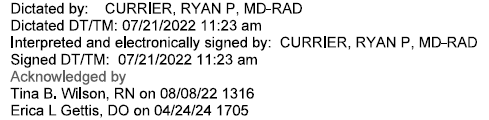 Dictated by: CURRIER, RYAN P, MD-RAD
Dictated DT/TM: 07/21/2022 11:23 am
Interpreted and electronically signed by: CURRIER, RYAN P, MD-RAD
Signed DT/TM: 07/21/2022 11:23 am
Acknowledged by
Tina B. Wilson, RN on 08/08/22 1316
Erica L Gettis, DO on 04/24/24 1705